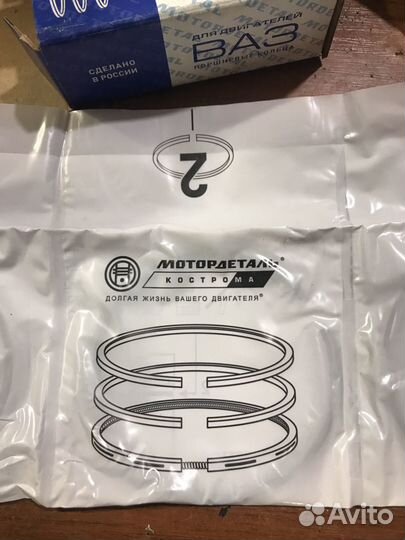 ДЛЯ ДВИГАТЕЛЕЙ
ВАЗ
ПОРШНЕВЫЕ КОЛЬЦА
СДЕЛАНО
В РОССИИ
2
МОТОРДЕТАЛЬ
КОСТРОМА
ДОЛГАЯ ЖИЗНЬ ВАШЕГО ДВИГАТЕЛЯ®
Avito